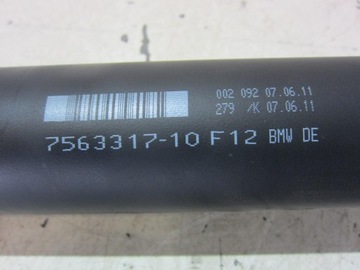 002 092 07.06.11
279 /K 07.06.11
7563317-10 F12 BMW DE